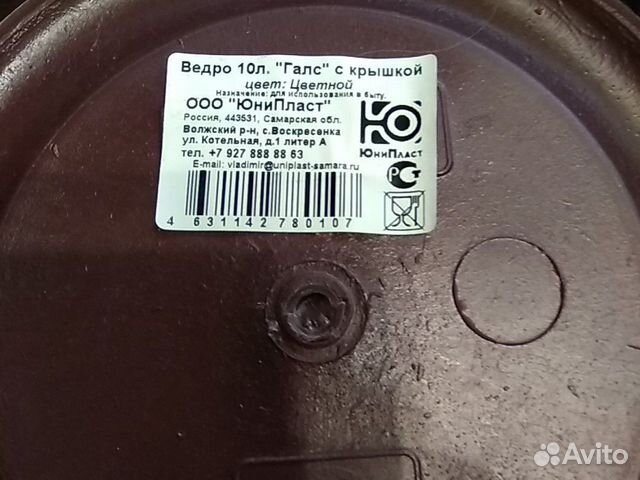 Ведро 10л. "Галс" с крышкой
цвет: Цветной
Назначение: для использования в быту.
ООО "ЮниПласт"
Россия, 443531, Самарская обл.
Волжский р-н, с.Воскресенка
ул. Котельная, д.1 литер А
тел. +7 927 888 88 63
E-mail: vladimir@uniplast-samara.ru
4 631142 780107
Ю
ЮниПласт
РСТ
Avito